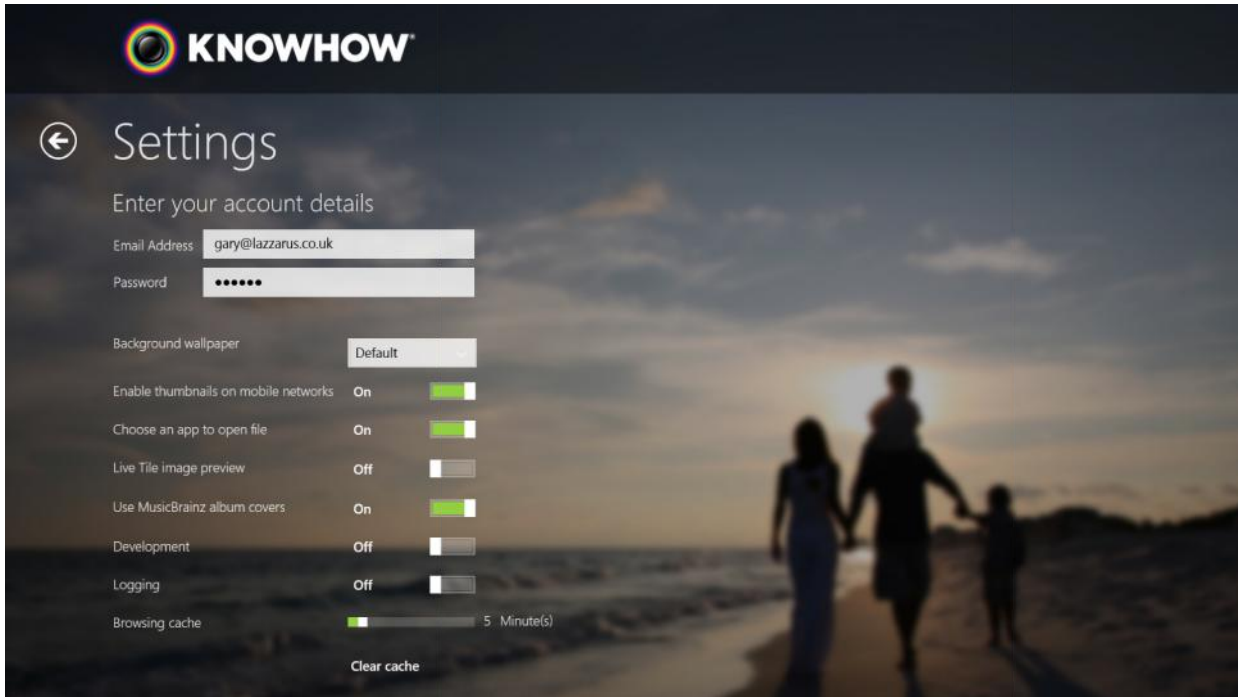 KNOWHOW
Settings
Enter your account details
Email Address gary@lazzarus.co.uk
Password ••••••
Background wallpaper Default
Enable thumbnails on mobile networks On
Choose an app to open file On
Live Tile image preview Off
Use MusicBrainz album covers On
Development Off
Logging Off
Browsing cache 5 Minute(s)
Clear cache